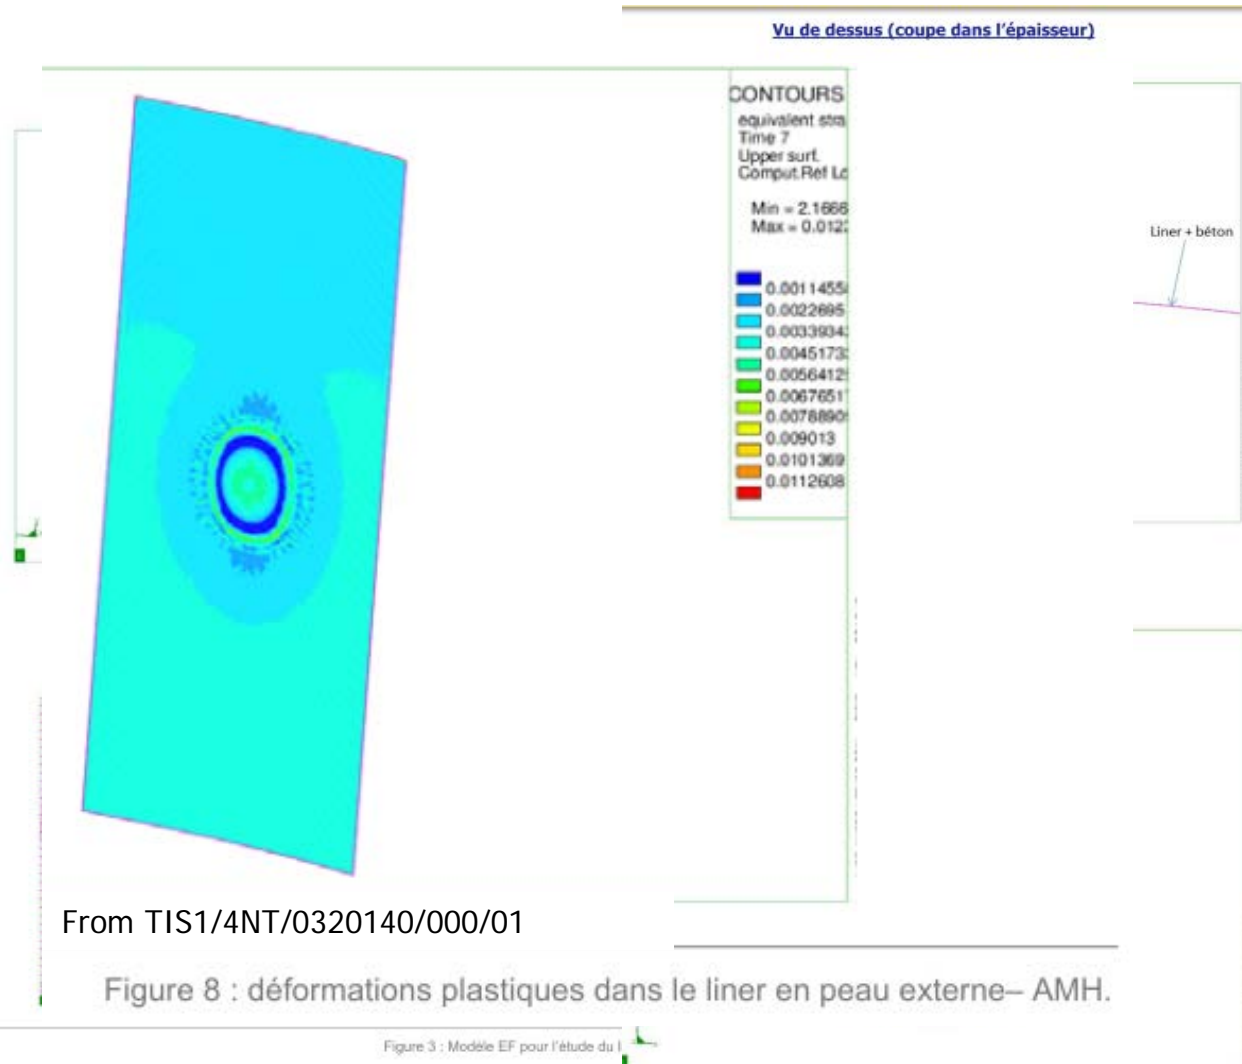 Vu de dessus (coupe dans l'épaisseur)
CONTOURS
equivalent stra
Time 7
Upper surf.
Comput.Ref Lo
Min = 2.1666
Max = 0.012
0.0011455
0.0022695
0.0033934
0.0045173
0.0056412
0.0067651
0.0078890
0.009013
0.0101369
0.0112608
Liner + béton
From TIS1/4NT/0320140/000/01
Figure 8 : déformations plastiques dans le liner en peau externe– AMH.
Figure 3 : Modèle EF pour l'étude du l